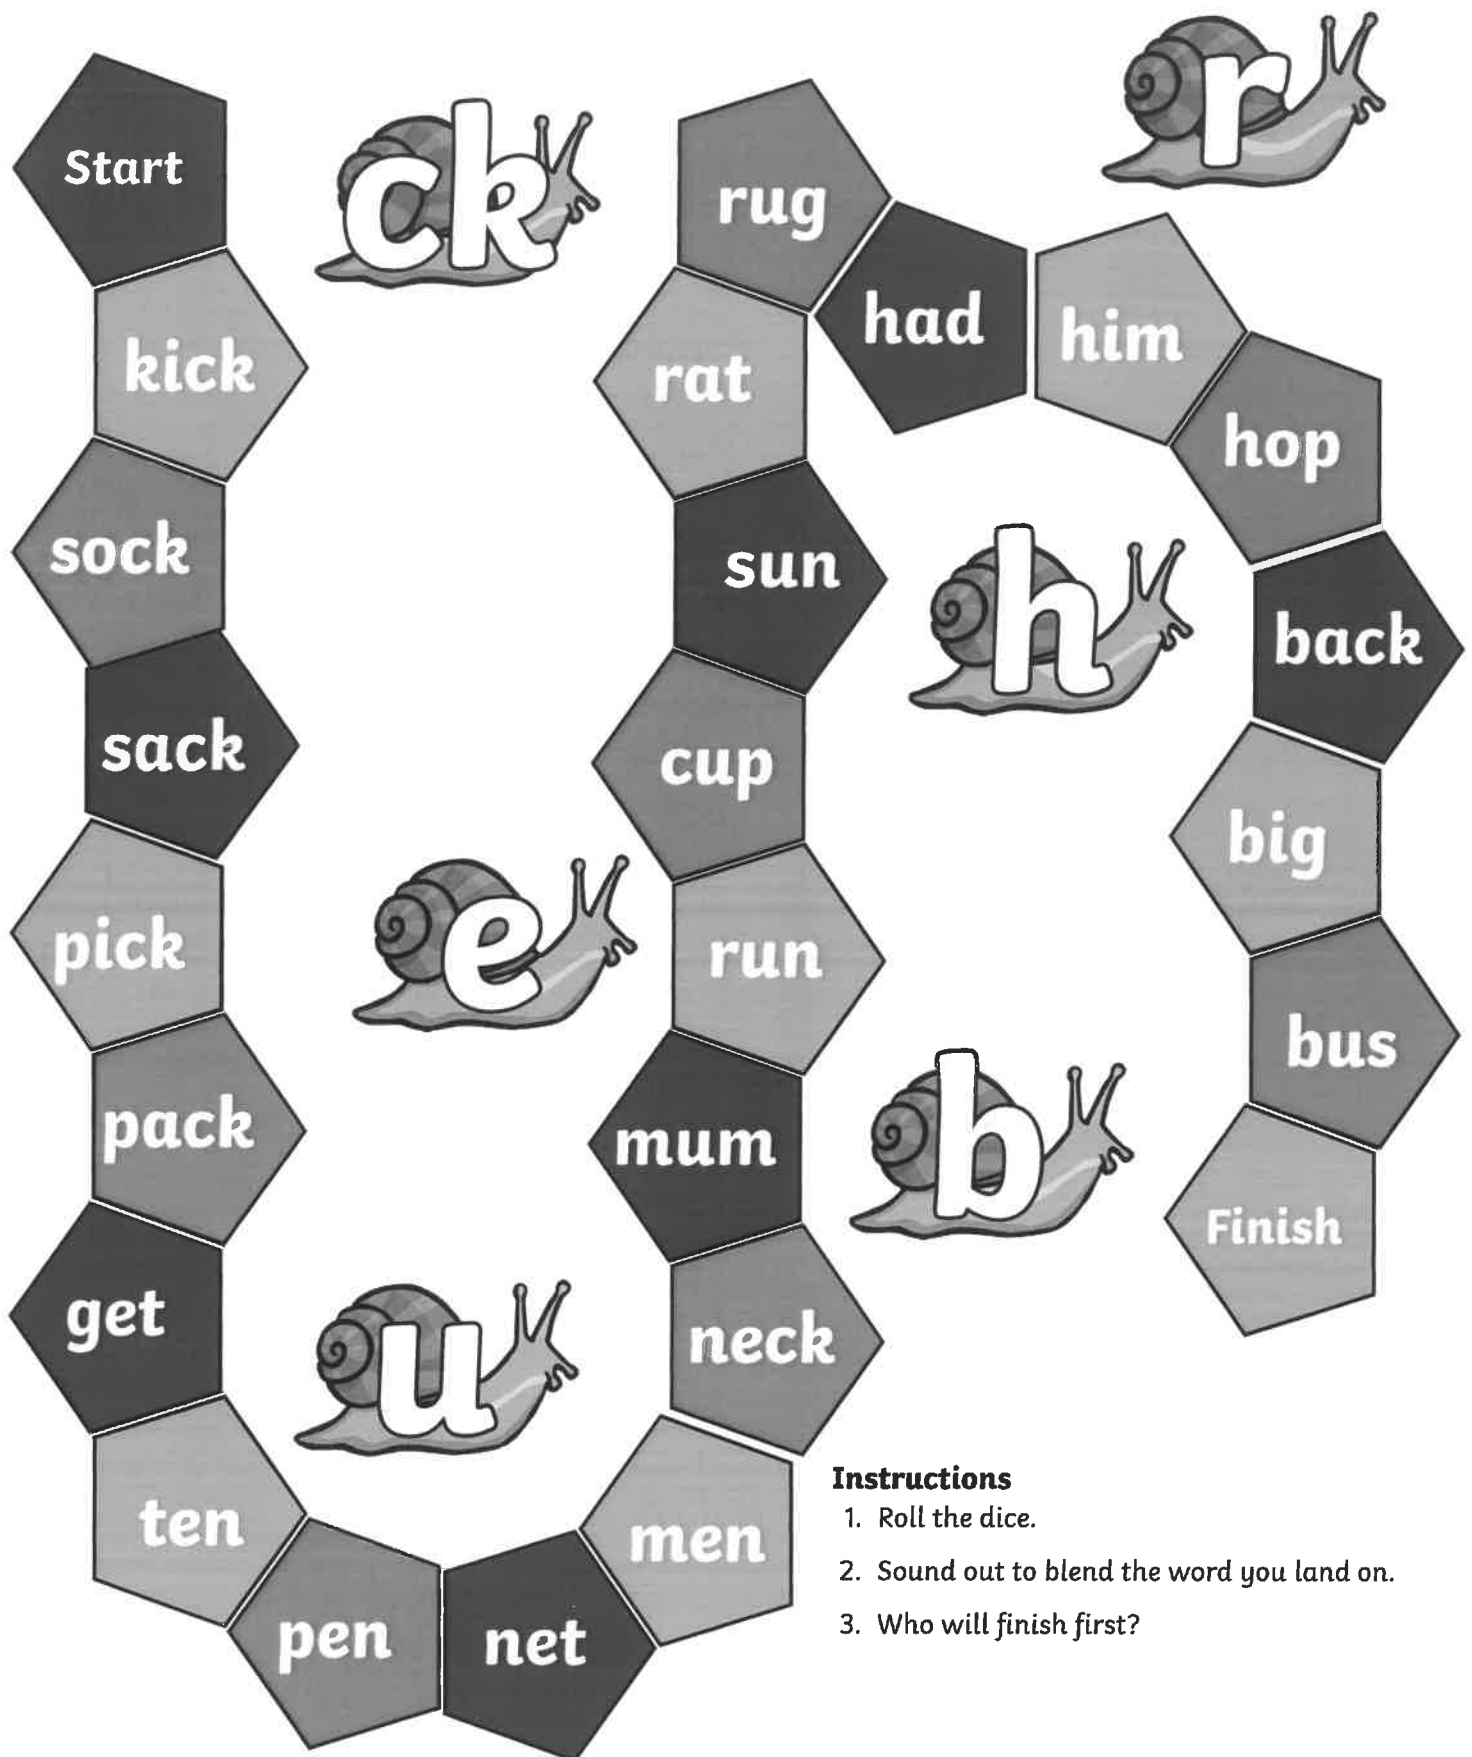 Start
kick
sock
sack
pick
pack
get
ten
pen
net
men
neck
mum
run
cup
sun
rat
rug
had
him
hop
back
big
bus
Finish
ck
e
u
r
h
b
Instructions
1. Roll the dice.
2. Sound out to blend the word you land on.
3. Who will finish first?